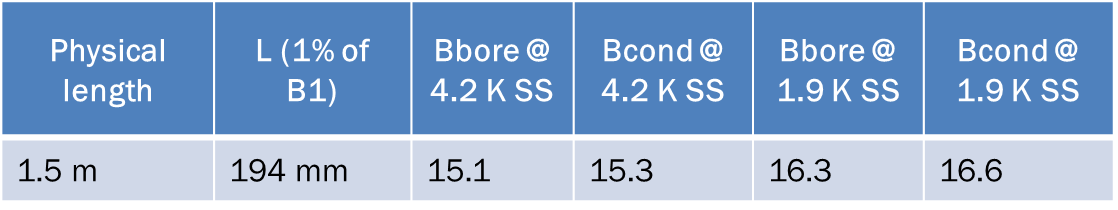 Physical length
L (1% of B1)
Bbore @ 4.2 K SS
Bcond @ 4.2 K SS
Bbore @ 1.9 K SS
Bcond @ 1.9 K SS
1.5 m
194 mm
15.1
15.3
16.3
16.6